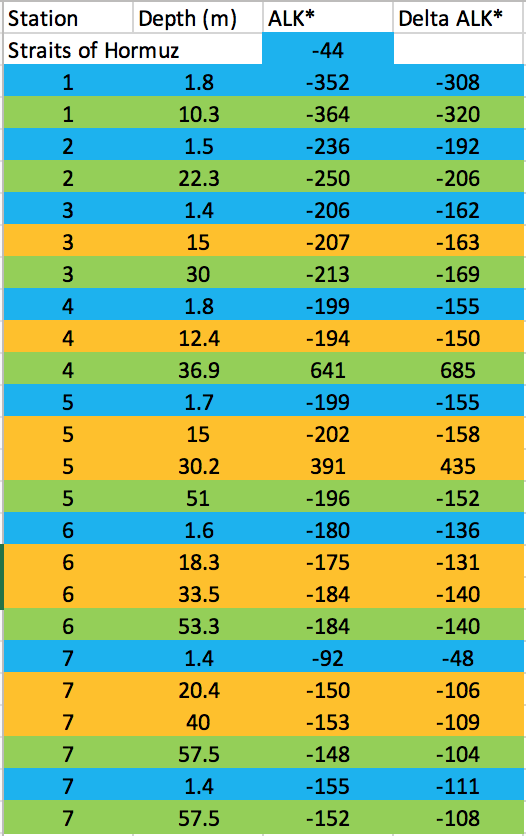 Station Depth (m) ALK* Delta ALK*
Straits of Hormuz -44
1 1.8 -352 -308
1 10.3 -364 -320
2 1.5 -236 -192
2 22.3 -250 -206
3 1.4 -206 -162
3 15 -207 -163
3 30 -213 -169
4 1.8 -199 -155
4 12.4 -194 -150
4 36.9 641 685
5 1.7 -199 -155
5 15 -202 -158
5 30.2 391 435
5 51 -196 -152
6 1.6 -180 -136
6 18.3 -175 -131
6 33.5 -184 -140
6 53.3 -184 -140
7 1.4 -92 -48
7 20.4 -150 -106
7 40 -153 -109
7 57.5 -148 -104
7 1.4 -155 -111
7 57.5 -152 -108